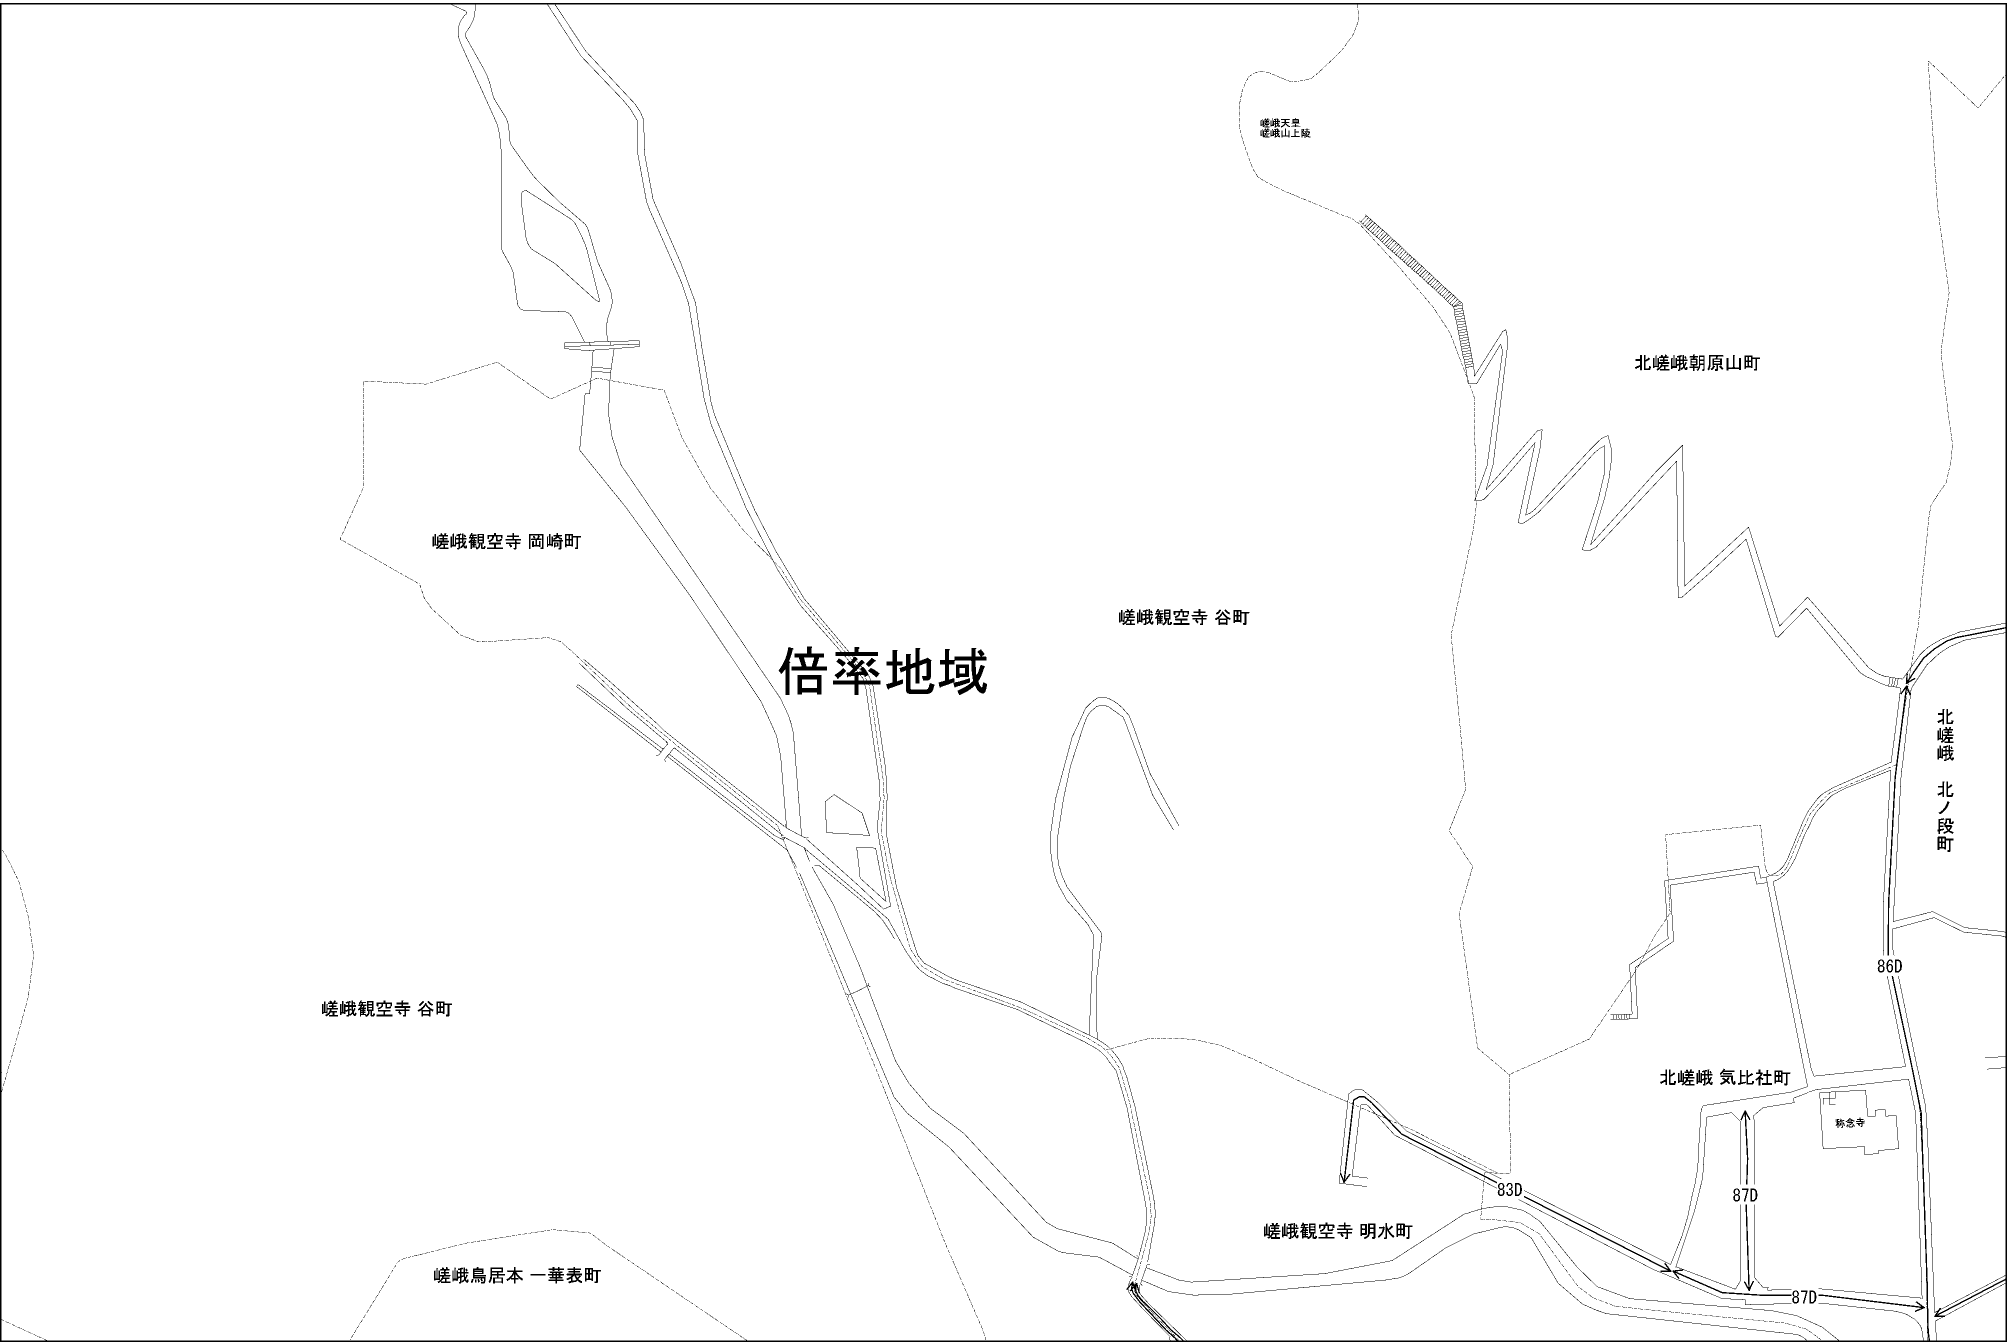 嵯峨天皇
嵯峨山上陵
北嵯峨朝原山町
嵯峨観空寺 岡崎町
嵯峨観空寺 谷町
倍率地域
北嵯峨 北ノ段町
86D
嵯峨観空寺 谷町
北嵯峨 気比社町
称念寺
83D
87D
嵯峨観空寺 明水町
嵯峨鳥居本 一華表町
87D